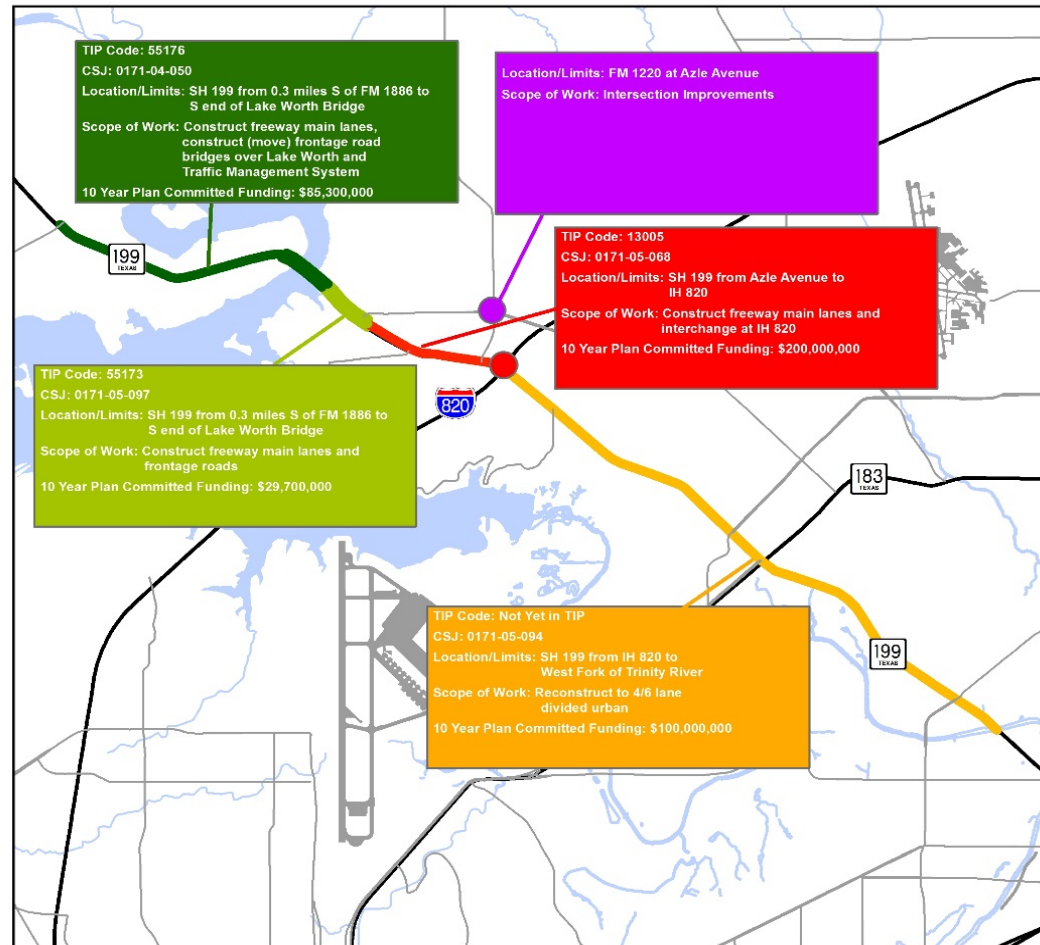 TIP Code: 55176
CSJ: 0171-04-050
Location/Limits: SH 199 from 0.3 miles S of FM 1886 to
S end of Lake Worth Bridge
Scope of Work: Construct freeway main lanes,
construct (move) frontage road
bridges over Lake Worth and
Traffic Management System
10 Year Plan Committed Funding: $85,300,000
Location/Limits: FM 1220 at Azle Avenue
Scope of Work: Intersection Improvements
199
TEXAS
TIP Code: 13005
CSJ: 0171-05-068
Location/Limits: SH 199 from Azle Avenue to
IH 820
Scope of Work: Construct freeway main lanes and
interchange at IH 820
10 Year Plan Committed Funding: $200,000,000
TIP Code: 55173
CSJ: 0171-05-097
Location/Limits: SH 199 from 0.3 miles S of FM 1886 to
S end of Lake Worth Bridge
Scope of Work: Construct freeway main lanes and
frontage roads
10 Year Plan Committed Funding: $29,700,000
820
183
TEXAS
TIP Code: Not Yet in TIP
CSJ: 0171-05-094
Location/Limits: SH 199 from IH 820 to
West Fork of Trinity River
Scope of Work: Reconstruct to 4/6 lane
divided urban
10 Year Plan Committed Funding: $100,000,000
199
TEXAS